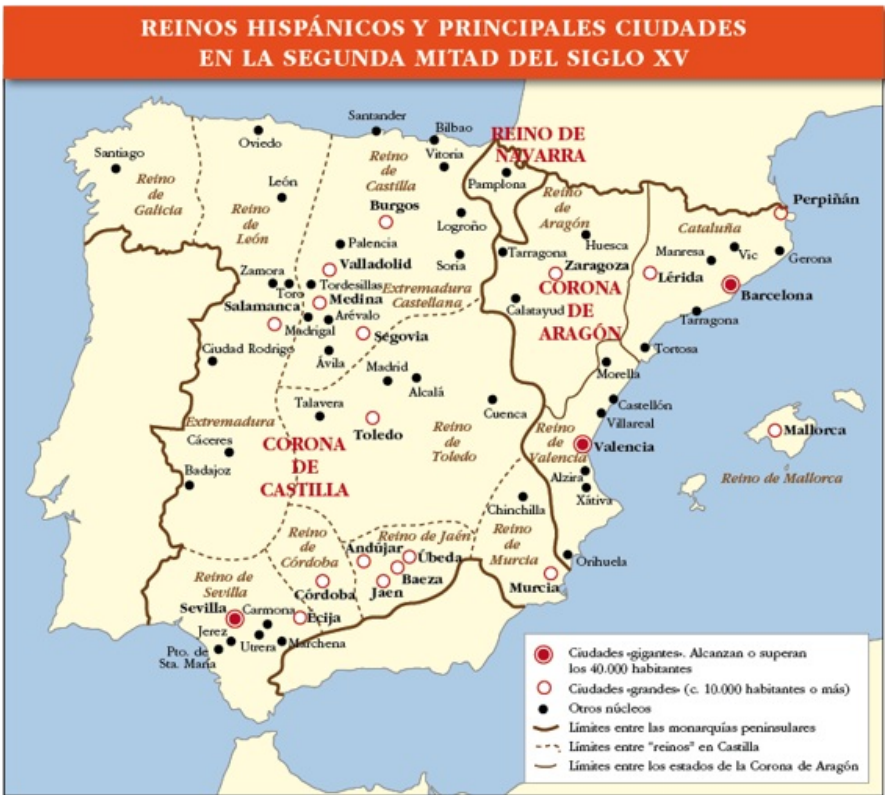 REINOS HISPÁNICOS Y PRINCIPALES CIUDADES
EN LA SEGUNDA MITAD DEL SIGLO XV
Santander
Bilbao
Oviedo
Vitoria
REINO DE
NAVARRA
Santiago
Reino
de
Galicia
León
Reino
de
León
Reino
de
Castilla
Burgos
Pamplona
Logroño
Reino
de
Aragón
Huesca
Cataluña
Perpiñán
Manresa
Vic
Gerona
Palencia
Valladolid
Soria
Tarragona
Zaragoza
Lérida
Barcelona
Zamora
Toro
Tordesillas
Extremadura
Castellana
Salamanca
Medina
Madrigal
Arévalo
Segovia
Calatayud
CORONA
DE
ARAGÓN
Tarragona
Ciudad Rodrigo
Ávila
Madrid
Alcalá
Tortosa
Morella
Talavera
Toledo
Cuenca
Castellón
Villareal
Extremadura
Cáceres
Badajoz
CORONA
DE
CASTILLA
Reino
de
Toledo
Reino
de
Valencia
Valencia
Mallorca
Reino de Mallorca
Alzira
Xátiva
Chinchilla
Reino
de
Córdoba
Reino de Jaén
Andújar
Úbeda
Baeza
Jaen
Reino
de
Murcia
Orihuela
Murcia
Reino de
Sevilla
Sevilla
Carmona
Córdoba
Ecija
Jerez
Utrera
Marchena
Pto. de
Sta. Maña
Ciudades «gigantes». Alcanzan o superan
los 40.000 habitantes
Ciudades «grandes» (c. 10.000 habitantes o más)
Otros núcleos
Límites entre las monarquías peninsulares
Límites entre "reinos" en Castilla
Límites entre los estados de la Corona de Aragón